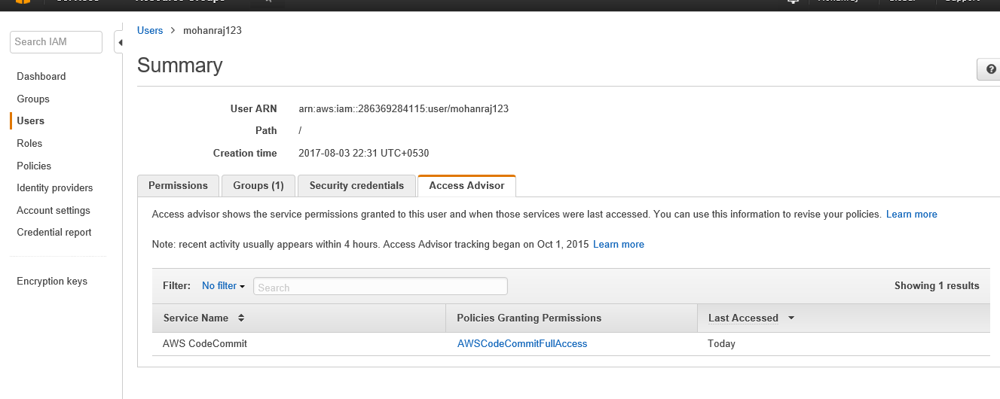 Users > mohanraj123
Search IAM
Summary
Dashboard
Groups
Users
Roles
Policies
Identity providers
Account settings
Credential report
Encryption keys
User ARN arn:aws:iam::286369284115:user/mohanraj123
Path /
Creation time 2017-08-03 22:31 UTC+0530
Permissions Groups (1) Security credentials Access Advisor
Access advisor shows the service permissions granted to this user and when those services were last accessed. You can use this information to revise your policies. Learn more
Note: recent activity usually appears within 4 hours. Access Advisor tracking began on Oct 1, 2015 Learn more
Filter: No filter Search Showing 1 results
Service Name Policies Granting Permissions Last Accessed
AWS CodeCommit AWSCodeCommitFullAccess Today